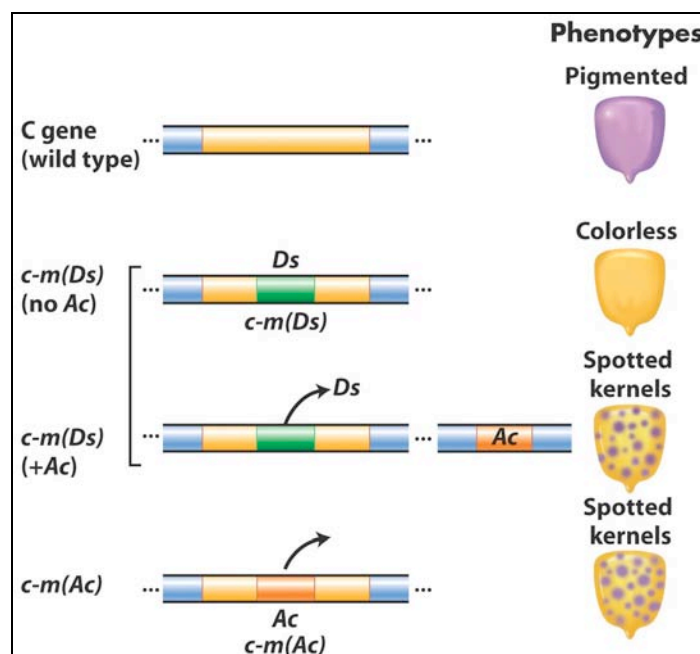 Phenotypes
Pigmented
C gene
(wild type)
... ...
Colorless
Ds
c-m(Ds)
(no Ac)
... ...
c-m(Ds)
Spotted
kernels
Ds
c-m(Ds)
(+Ac)
... ... Ac
Spotted
kernels
c-m(Ac)
... ...
Ac
c-m(Ac)